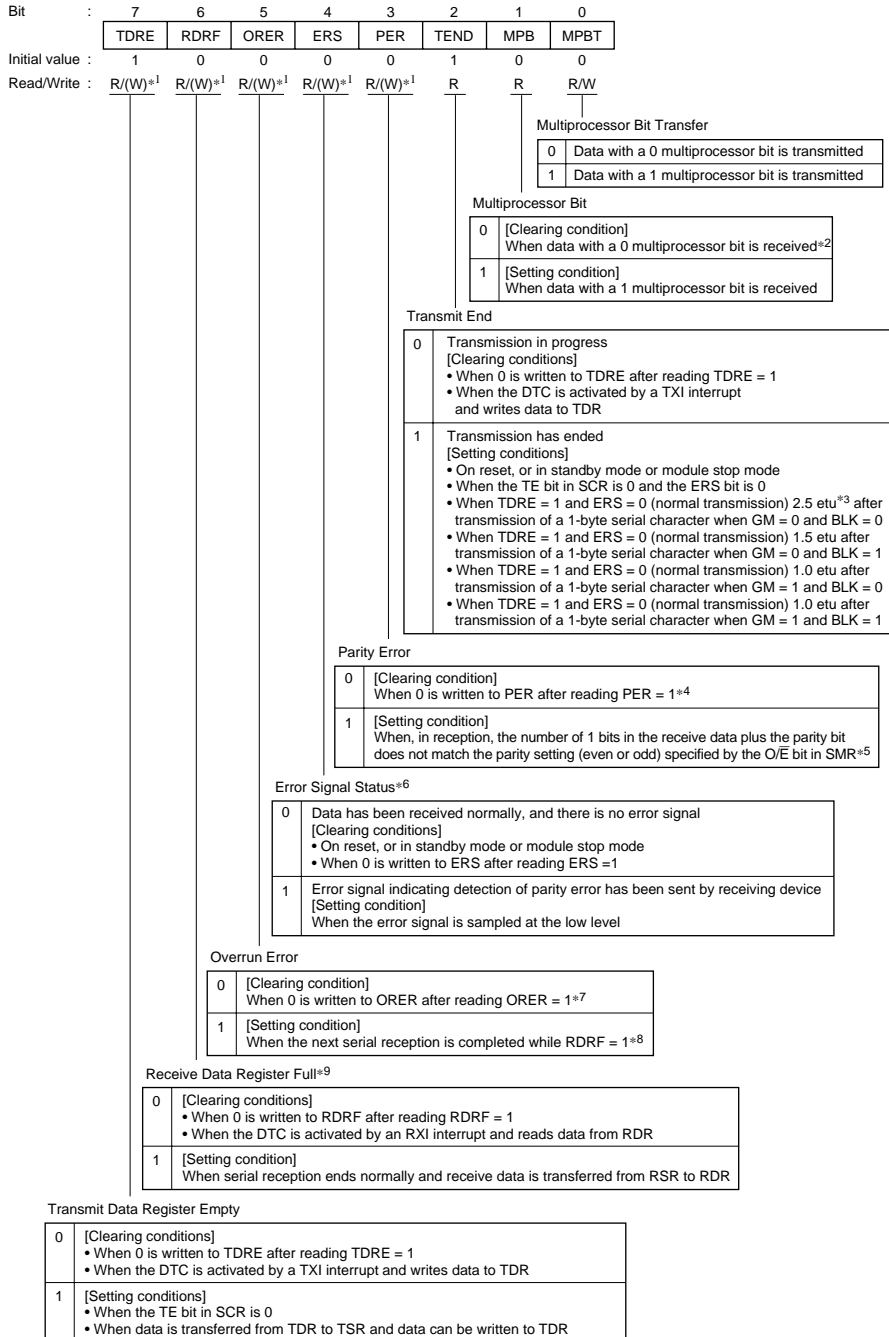 Bit : 7 6 5 4 3 2 1 0
TDRE RDRF ORER ERS PER TEND MPB MPBT
Initial value : 1 0 0 0 0 1 0 0
Read/Write : R/(W)*1 R/(W)*1 R/(W)*1 R/(W)*1 R/(W)*1 R R R/W
Multiprocessor Bit Transfer
0 Data with a 0 multiprocessor bit is transmitted
1 Data with a 1 multiprocessor bit is transmitted
Multiprocessor Bit
0 [Clearing condition]
When data with a 0 multiprocessor bit is received*2
1 [Setting condition]
When data with a 1 multiprocessor bit is received
Transmit End
0 Transmission in progress
[Clearing conditions]
• When 0 is written to TDRE after reading TDRE = 1
• When the DTC is activated by a TXI interrupt
and writes data to TDR
1 Transmission has ended
[Setting conditions]
• On reset, or in standby mode or module stop mode
• When the TE bit in SCR is 0 and the ERS bit is 0
• When TDRE = 1 and ERS = 0 (normal transmission) 2.5 etu*3 after
transmission of a 1-byte serial character when GM = 0 and BLK = 0
• When TDRE = 1 and ERS = 0 (normal transmission) 1.5 etu after
transmission of a 1-byte serial character when GM = 0 and BLK = 1
• When TDRE = 1 and ERS = 0 (normal transmission) 1.0 etu after
transmission of a 1-byte serial character when GM = 1 and BLK = 0
• When TDRE = 1 and ERS = 0 (normal transmission) 1.0 etu after
transmission of a 1-byte serial character when GM = 1 and BLK = 1
Parity Error
0 [Clearing condition]
When 0 is written to PER after reading PER = 1*4
1 [Setting condition]
When, in reception, the number of 1 bits in the receive data plus the parity bit
does not match the parity setting (even or odd) specified by the O/E̅ bit in SMR*5
Error Signal Status*6
0 Data has been received normally, and there is no error signal
[Clearing conditions]
• On reset, or in standby mode or module stop mode
• When 0 is written to ERS after reading ERS =1
1 Error signal indicating detection of parity error has been sent by receiving device
[Setting condition]
When the error signal is sampled at the low level
Overrun Error
0 [Clearing condition]
When 0 is written to ORER after reading ORER = 1*7
1 [Setting condition]
When the next serial reception is completed while RDRF = 1*8
Receive Data Register Full*9
0 [Clearing conditions]
• When 0 is written to RDRF after reading RDRF = 1
• When the DTC is activated by an RXI interrupt and reads data from RDR
1 [Setting condition]
When serial reception ends normally and receive data is transferred from RSR to RDR
Transmit Data Register Empty
0 [Clearing conditions]
• When 0 is written to TDRE after reading TDRE = 1
• When the DTC is activated by a TXI interrupt and writes data to TDR
1 [Setting conditions]
• When the TE bit in SCR is 0
• When data is transferred from TDR to TSR and data can be written to TDR